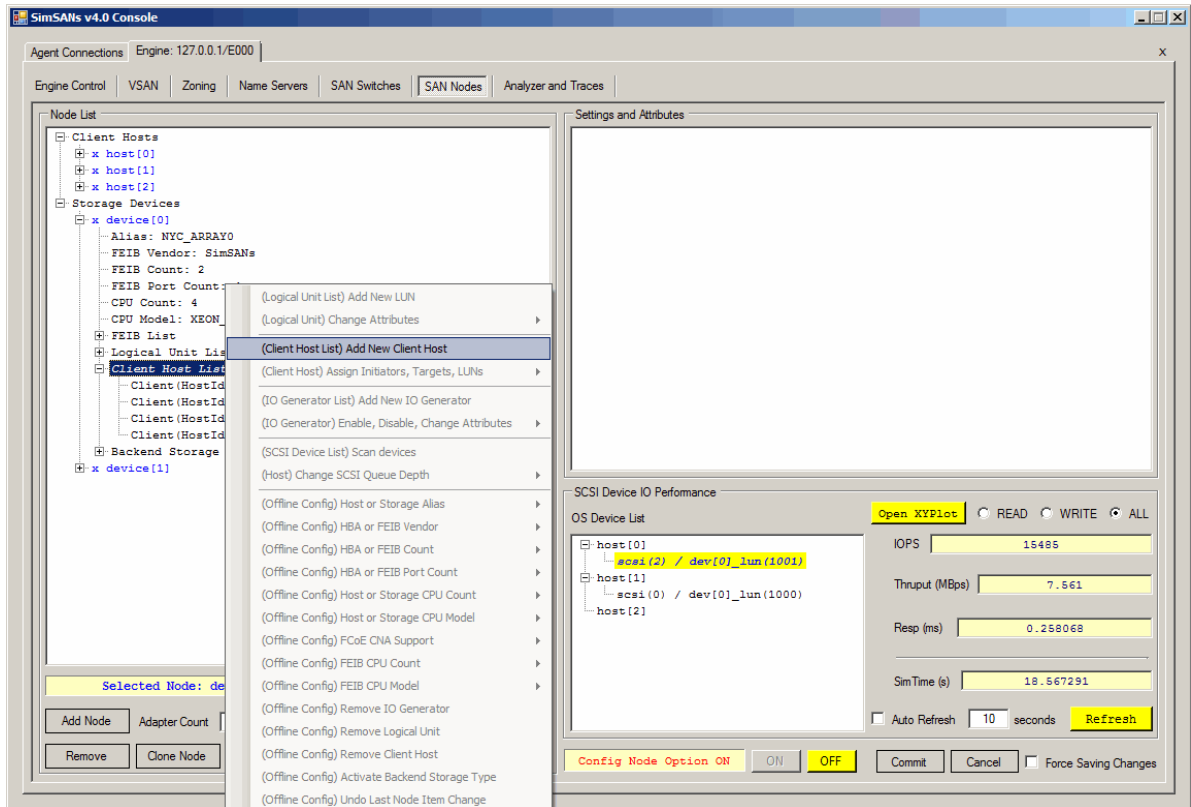 SimSANs v4.0 Console
Agent Connections Engine: 127.0.0.1/E000 x
Engine Control VSAN Zoning Name Servers SAN Switches SAN Nodes Analyzer and Traces
Node List
Client Hosts
x host[0]
x host[1]
x host[2]
Storage Devices
x device[0]
Alias: NYC_ARRAY0
FEIB Vendor: SimSANs
FEIB Count: 2
FEIB Port Count:
CPU Count: 4
CPU Model: XEON_
FEIB List
Logical Unit Lis
Client Host List
Client(HostId
Client(HostId
Client(HostId
Client(HostId
Backend Storage
x device[1]
Selected Node: de
Add Node Adapter Count
Remove Clone Node
(Logical Unit List) Add New LUN
(Logical Unit) Change Attributes
(Client Host List) Add New Client Host
(Client Host) Assign Initiators, Targets, LUNs
(IO Generator List) Add New IO Generator
(IO Generator) Enable, Disable, Change Attributes
(SCSI Device List) Scan devices
(Host) Change SCSI Queue Depth
(Offline Config) Host or Storage Alias
(Offline Config) HBA or FEIB Vendor
(Offline Config) HBA or FEIB Count
(Offline Config) HBA or FEIB Port Count
(Offline Config) Host or Storage CPU Count
(Offline Config) Host or Storage CPU Model
(Offline Config) FCoE CNA Support
(Offline Config) FEIB CPU Count
(Offline Config) FEIB CPU Model
(Offline Config) Remove IO Generator
(Offline Config) Remove Logical Unit
(Offline Config) Remove Client Host
(Offline Config) Activate Backend Storage Type
(Offline Config) Undo Last Node Item Change
Settings and Attributes
SCSI Device IO Performance
OS Device List
host[0]
scsi(2) / dev[0]_lun(1001)
host[1]
scsi(0) / dev[0]_lun(1000)
host[2]
Open XYPlot READ WRITE ALL
IOPS 15485
Thruput (MBps) 7.561
Resp (ms) 0.258068
SimTime (s) 18.567291
Auto Refresh 10 seconds Refresh
Config Node Option ON ON OFF Commit Cancel Force Saving Changes